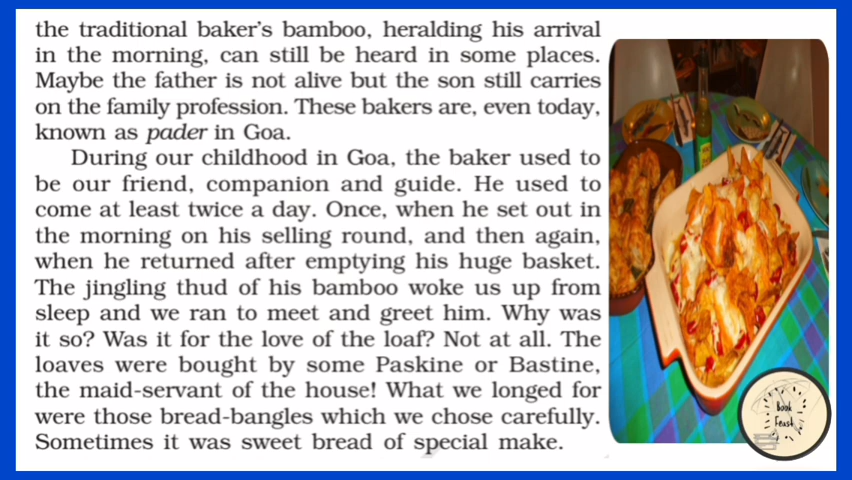 the traditional baker's bamboo, heralding his arrival
in the morning, can still be heard in some places.
Maybe the father is not alive but the son still carries
on the family profession. These bakers are, even today,
known as pader in Goa.
During our childhood in Goa, the baker used to
be our friend, companion and guide. He used to
come at least twice a day. Once, when he set out in
the morning on his selling round, and then again,
when he returned after emptying his huge basket.
The jingling thud of his bamboo woke us up from
sleep and we ran to meet and greet him. Why was
it so? Was it for the love of the loaf? Not at all. The
loaves were bought by some Paskine or Bastine,
the maid-servant of the house! What we longed for
were those bread-bangles which we chose carefully.
Sometimes it was sweet bread of special make.
Book
Feast